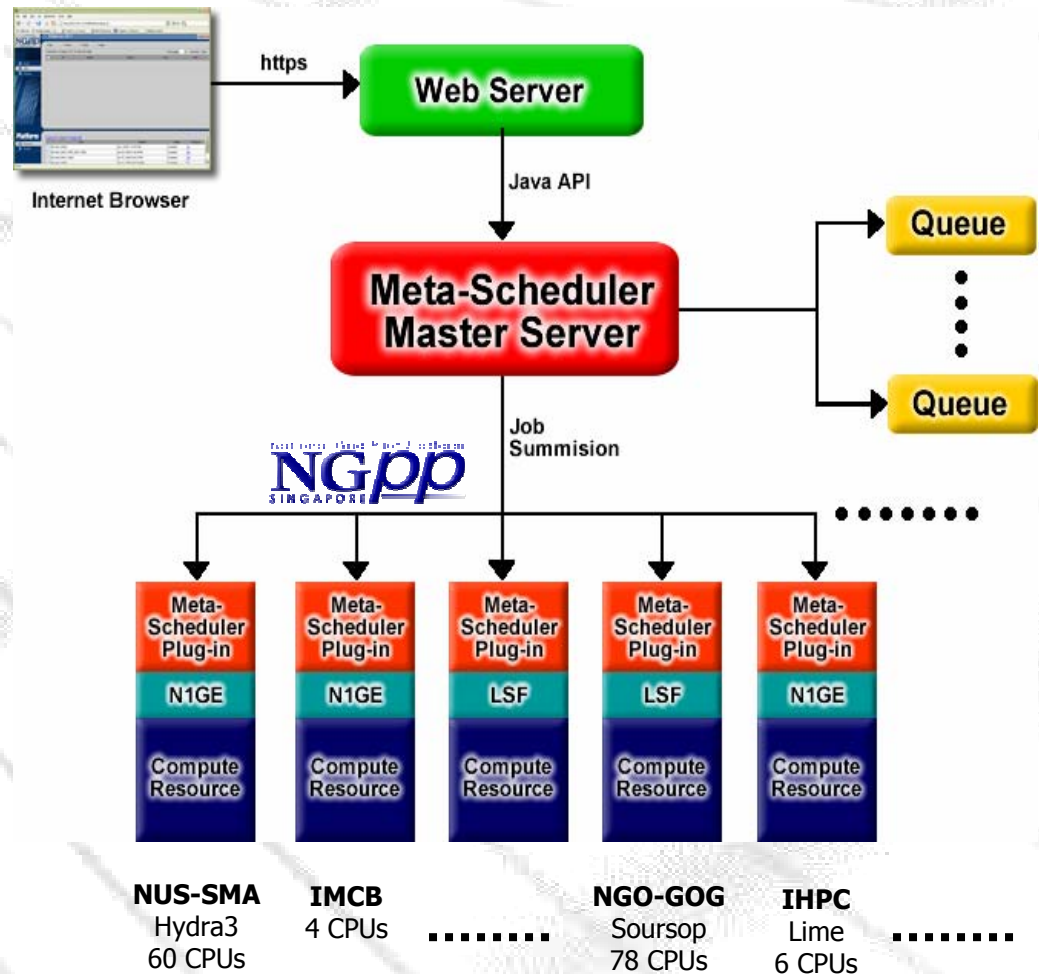 https
Web Server
Internet Browser
Java API
Queue
Meta-Scheduler
Master Server
Queue
Job
Summision
NGpp
SINGAPORE
Meta-
Scheduler
Plug-in
N1GE
Compute
Resource
Meta-
Scheduler
Plug-in
N1GE
Compute
Resource
Meta-
Scheduler
Plug-in
LSF
Compute
Resource
Meta-
Scheduler
Plug-in
LSF
Compute
Resource
Meta-
Scheduler
Plug-in
N1GE
Compute
Resource
NUS-SMA
Hydra3
60 CPUs
IMCB
4 CPUs
NGO-GOG
Soursop
78 CPUs
IHPC
Lime
6 CPUs